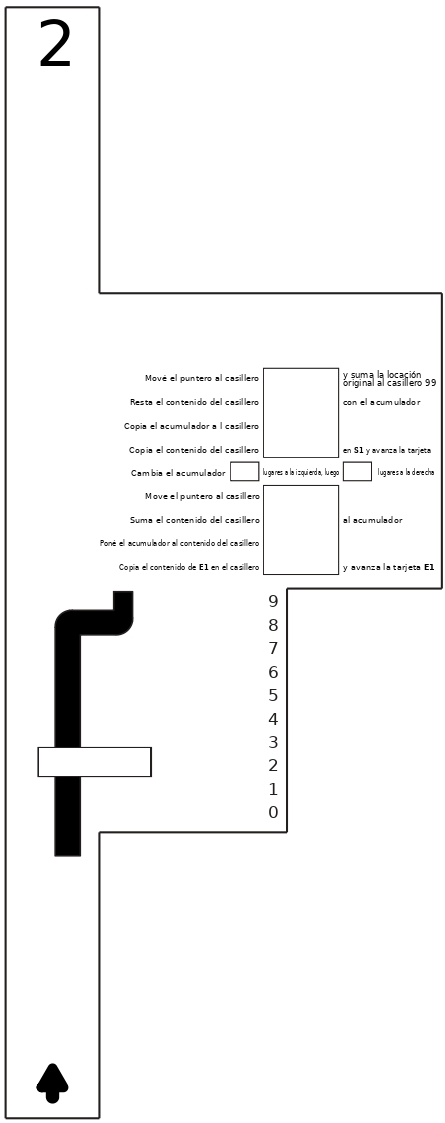 2
Mové el puntero al casillero y suma la locación
original al casillero 99
Resta el contenido del casillero con el acumulador
Copia el acumulador a l casillero
Copia el contenido del casillero en S1 y avanza la tarjeta
Cambia el acumulador lugares a la izquierda, luego lugares a la derecha
Move el puntero al casillero
Suma el contenido del casillero al acumulador
Poné el acumulador al contenido del casillero
Copia el contenido de E1 en el casillero y avanza la tarjeta E1
9
8
7
6
5
4
3
2
1
0